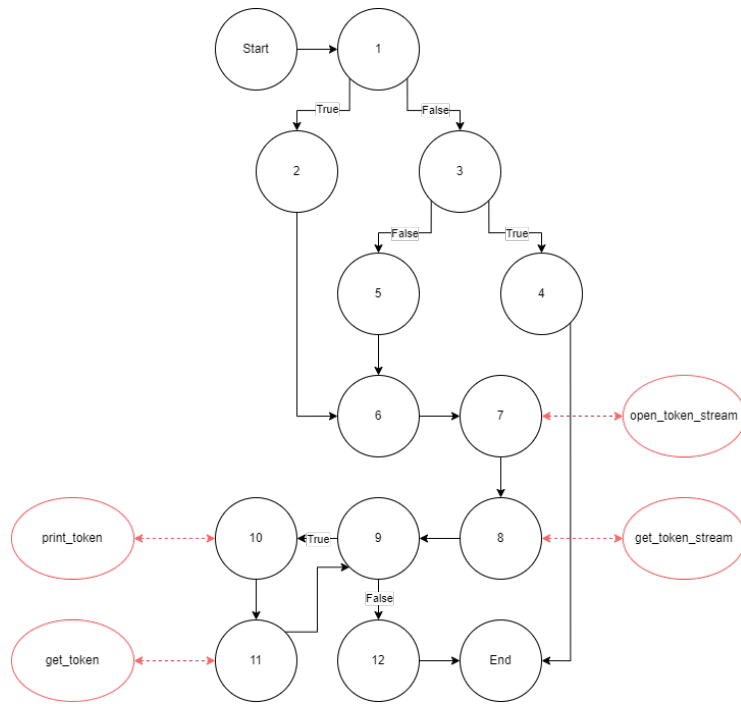 Start
1
True
False
2
3
False
True
5
4
6
7
open_token_stream
print_token
10
True
9
8
get_token_stream
False
get_token
11
12
End